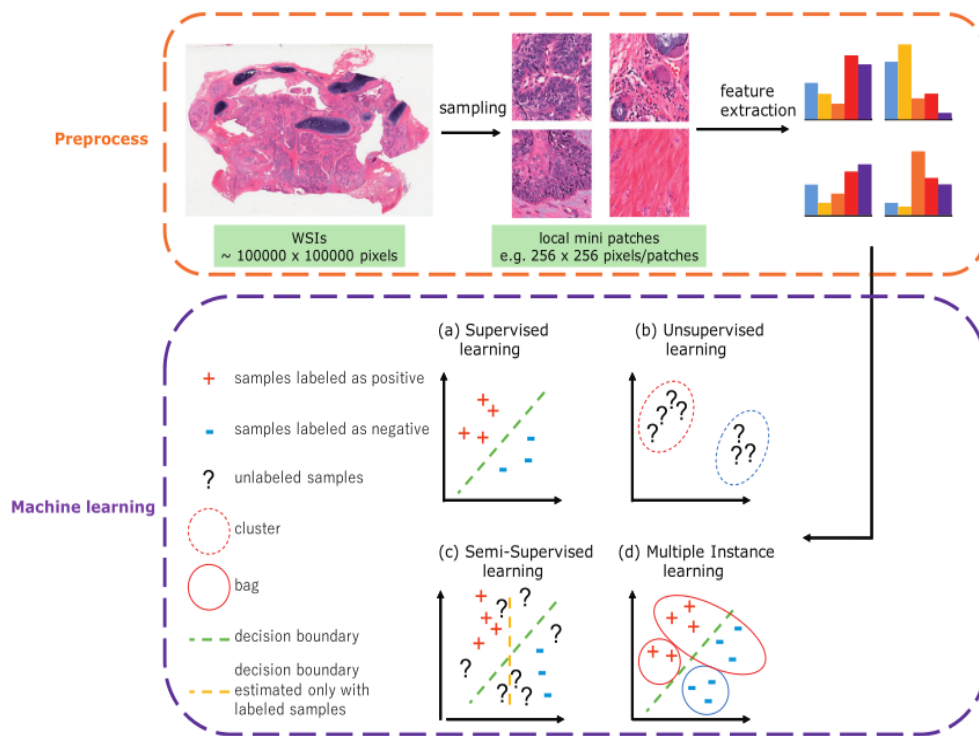 Preprocess
sampling
feature
extraction
WSIs
~ 100000 x 100000 pixels
local mini patches
e.g. 256 x 256 pixels/patches
Machine learning
+ samples labeled as positive
- samples labeled as negative
? unlabeled samples
cluster
bag
decision boundary
decision boundary
estimated only with
labeled samples
(a) Supervised
learning
(b) Unsupervised
learning
(c) Semi-Supervised
learning
(d) Multiple Instance
learning